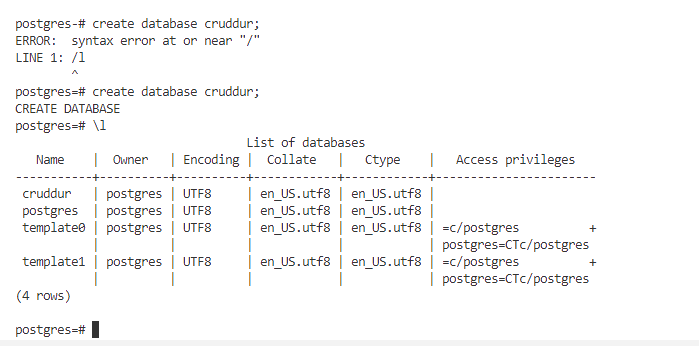 postgres-# create database cruddur;
ERROR:  syntax error at or near "/"
LINE 1: /l
        ^
postgres=# create database cruddur;
CREATE DATABASE
postgres=# \l
                                 List of databases
   Name    |  Owner   | Encoding |  Collate   |   Ctype    |   Access privileges
-----------+----------+----------+------------+------------+-----------------------
 cruddur   | postgres | UTF8     | en_US.utf8 | en_US.utf8 |
 postgres  | postgres | UTF8     | en_US.utf8 | en_US.utf8 |
 template0 | postgres | UTF8     | en_US.utf8 | en_US.utf8 | =c/postgres          +
           |          |          |            |            | postgres=CTc/postgres
 template1 | postgres | UTF8     | en_US.utf8 | en_US.utf8 | =c/postgres          +
           |          |          |            |            | postgres=CTc/postgres
(4 rows)

postgres=#